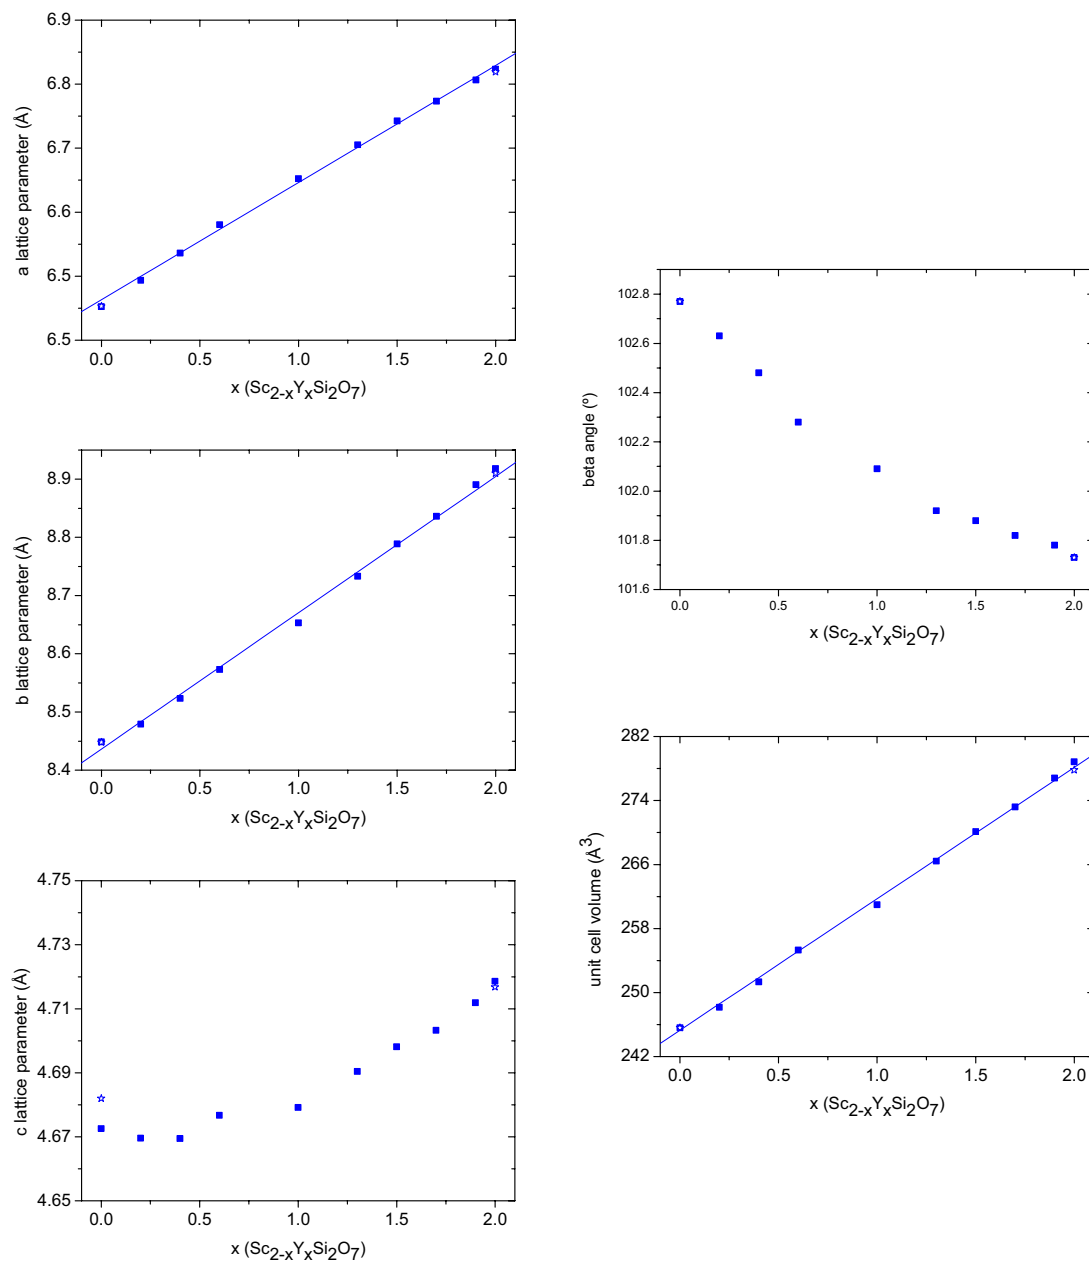 6.9
6.8
6.7
6.6
6.5
6.5
a lattice parameter (Å)
0.0 0.5 1.0 1.5 2.0
x (Sc2-xYxSi2O7)
8.9
8.8
8.7
8.6
8.5
8.4
b lattice parameter (Å)
0.0 0.5 1.0 1.5 2.0
x (Sc2-xYxSi2O7)
4.75
4.73
4.71
4.69
4.67
4.65
c lattice parameter (Å)
0.0 0.5 1.0 1.5 2.0
x (Sc2-xYxSi2O7)
102.8
102.6
102.4
102.2
102.0
101.8
101.6
beta angle (º)
0.0 0.5 1.0 1.5 2.0
x (Sc2-xYxSi2O7)
282
274
266
258
250
242
unit cell volume (Å3)
0.0 0.5 1.0 1.5 2.0
x (Sc2-xYxSi2O7)